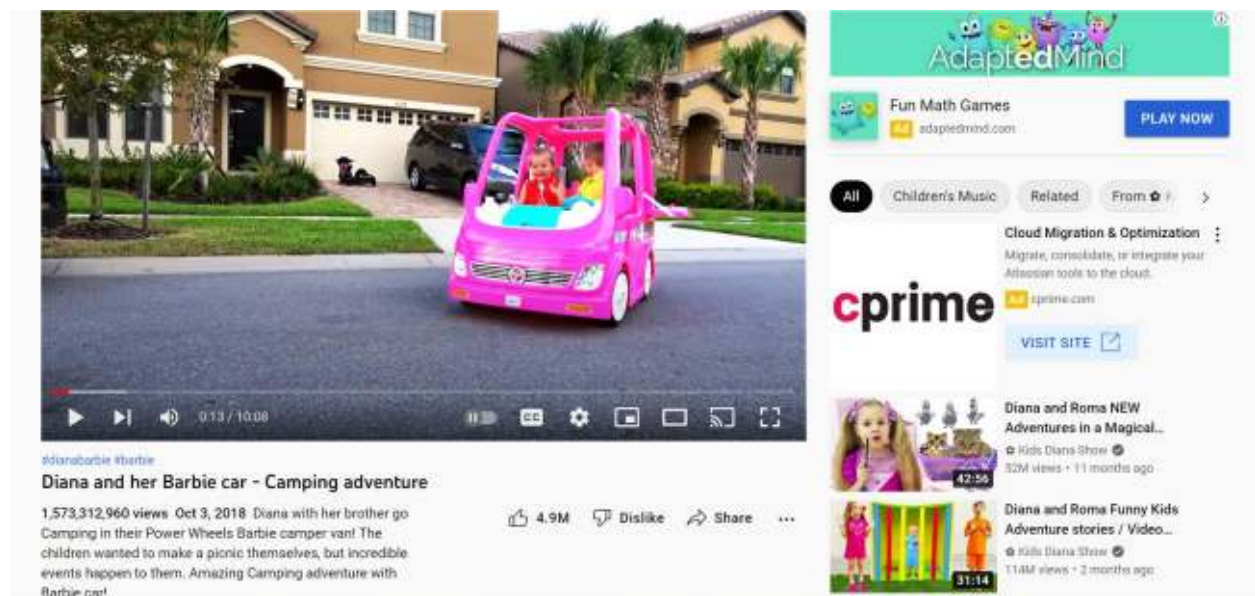 0:13 / 10:08
CC
#dianabarbie #barbie
Diana and her Barbie car - Camping adventure
1,573,312,960 views Oct 3, 2018 Diana with her brother go
Camping in their Power Wheels Barbie camper van! The
children wanted to make a picnic themselves, but incredible
events happen to them. Amazing Camping adventure with
Barbie car!
4.9M Dislike Share
AdaptedMind
Fun Math Games
Ad adaptedmind.com
PLAY NOW
All Children's Music Related From
cprime
Cloud Migration & Optimization
Migrate, consolidate, or integrate your
Atlassian tools to the cloud.
Ad cprime.com
VISIT SITE
42:56
Diana and Roma NEW
Adventures in a Magical...
Kids Diana Show
32M views • 11 months ago
31:14
Diana and Roma Funny Kids
Adventure stories / Video...
Kids Diana Show
114M views • 2 months ago